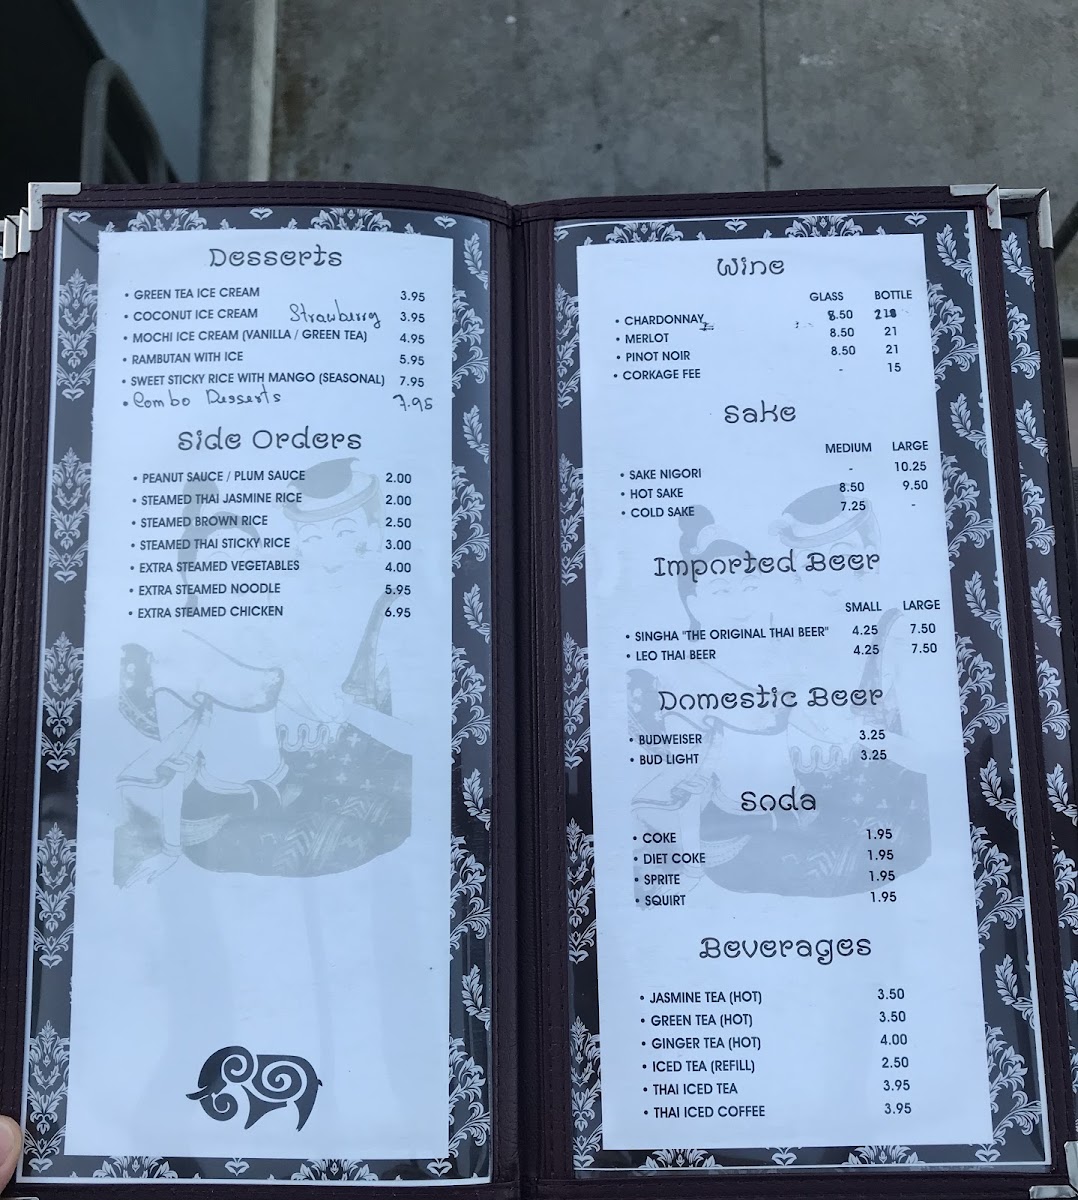 Desserts
• GREEN TEA ICE CREAM 3.95
• COCONUT ICE CREAM Strawberry 3.95
• MOCHI ICE CREAM (VANILLA / GREEN TEA) 4.95
• RAMBUTAN WITH ICE 5.95
• SWEET STICKY RICE WITH MANGO (SEASONAL) 7.95
• Combo Desserts 7.95
Side Orders
• PEANUT SAUCE / PLUM SAUCE 2.00
• STEAMED THAI JASMINE RICE 2.00
• STEAMED BROWN RICE 2.50
• STEAMED THAI STICKY RICE 3.00
• EXTRA STEAMED VEGETABLES 4.00
• EXTRA STEAMED NOODLE 5.95
• EXTRA STEAMED CHICKEN 6.95
Wine
GLASS BOTTLE
• CHARDONNAY 8.50
• MERLOT 8.50 21
• PINOT NOIR 8.50 21
• CORKAGE FEE - 15
Sake
MEDIUM LARGE
• SAKE NIGORI - 10.25
• HOT SAKE 8.50 9.50
• COLD SAKE 7.25 -
Imported Beer
SMALL LARGE
• SINGHA "THE ORIGINAL THAI BEER" 4.25 7.50
• LEO THAI BEER 4.25 7.50
Domestic Beer
• BUDWEISER 3.25
• BUD LIGHT 3.25
Soda
• COKE 1.95
• DIET COKE 1.95
• SPRITE 1.95
• SQUIRT 1.95
Beverages
• JASMINE TEA (HOT) 3.50
• GREEN TEA (HOT) 3.50
• GINGER TEA (HOT) 4.00
• ICED TEA (REFILL) 2.50
• THAI ICED TEA 3.95
• THAI ICED COFFEE 3.95